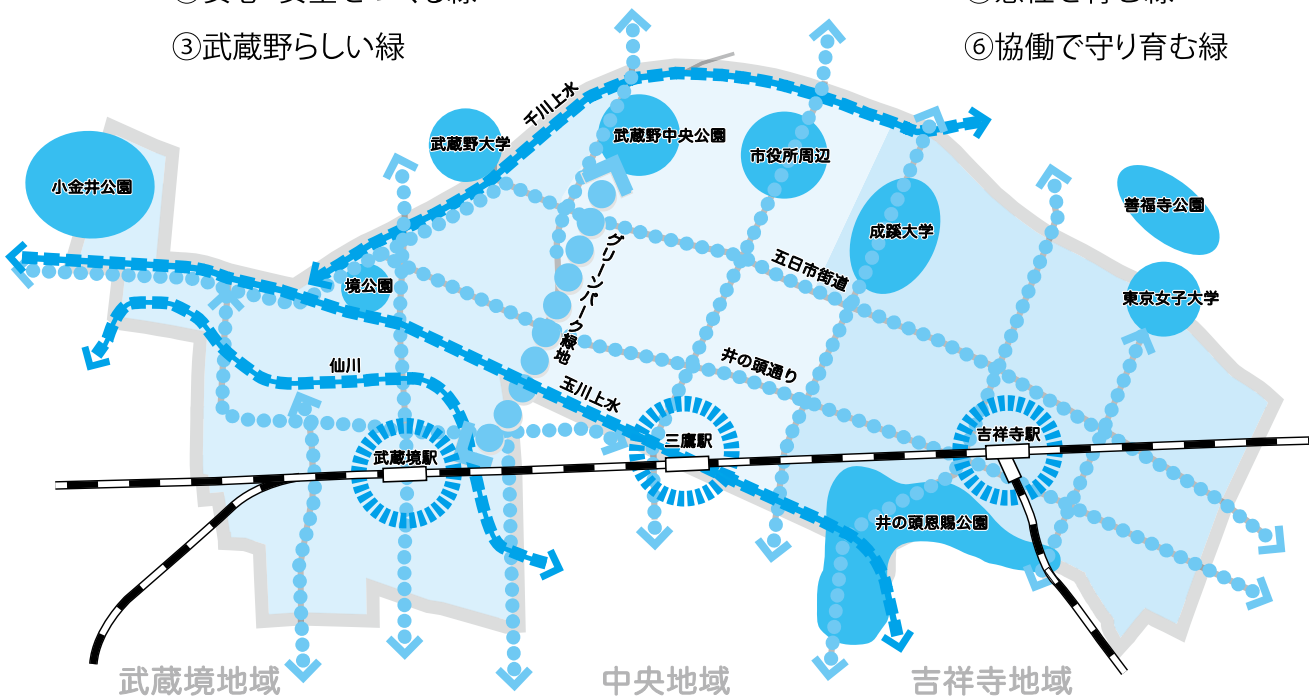 ③武蔵野らしい緑
⑥協働で守り育む緑
千川上水
武蔵野大学
武蔵野中央公園
市役所周辺
小金井公園
成蹊大学
善福寺公園
グリーンパーク緑地
五日市街道
境公園
東京女子大学
仙川
井の頭通り
玉川上水
武蔵境駅
三鷹駅
吉祥寺駅
井の頭恩賜公園
武蔵境地域
中央地域
吉祥寺地域